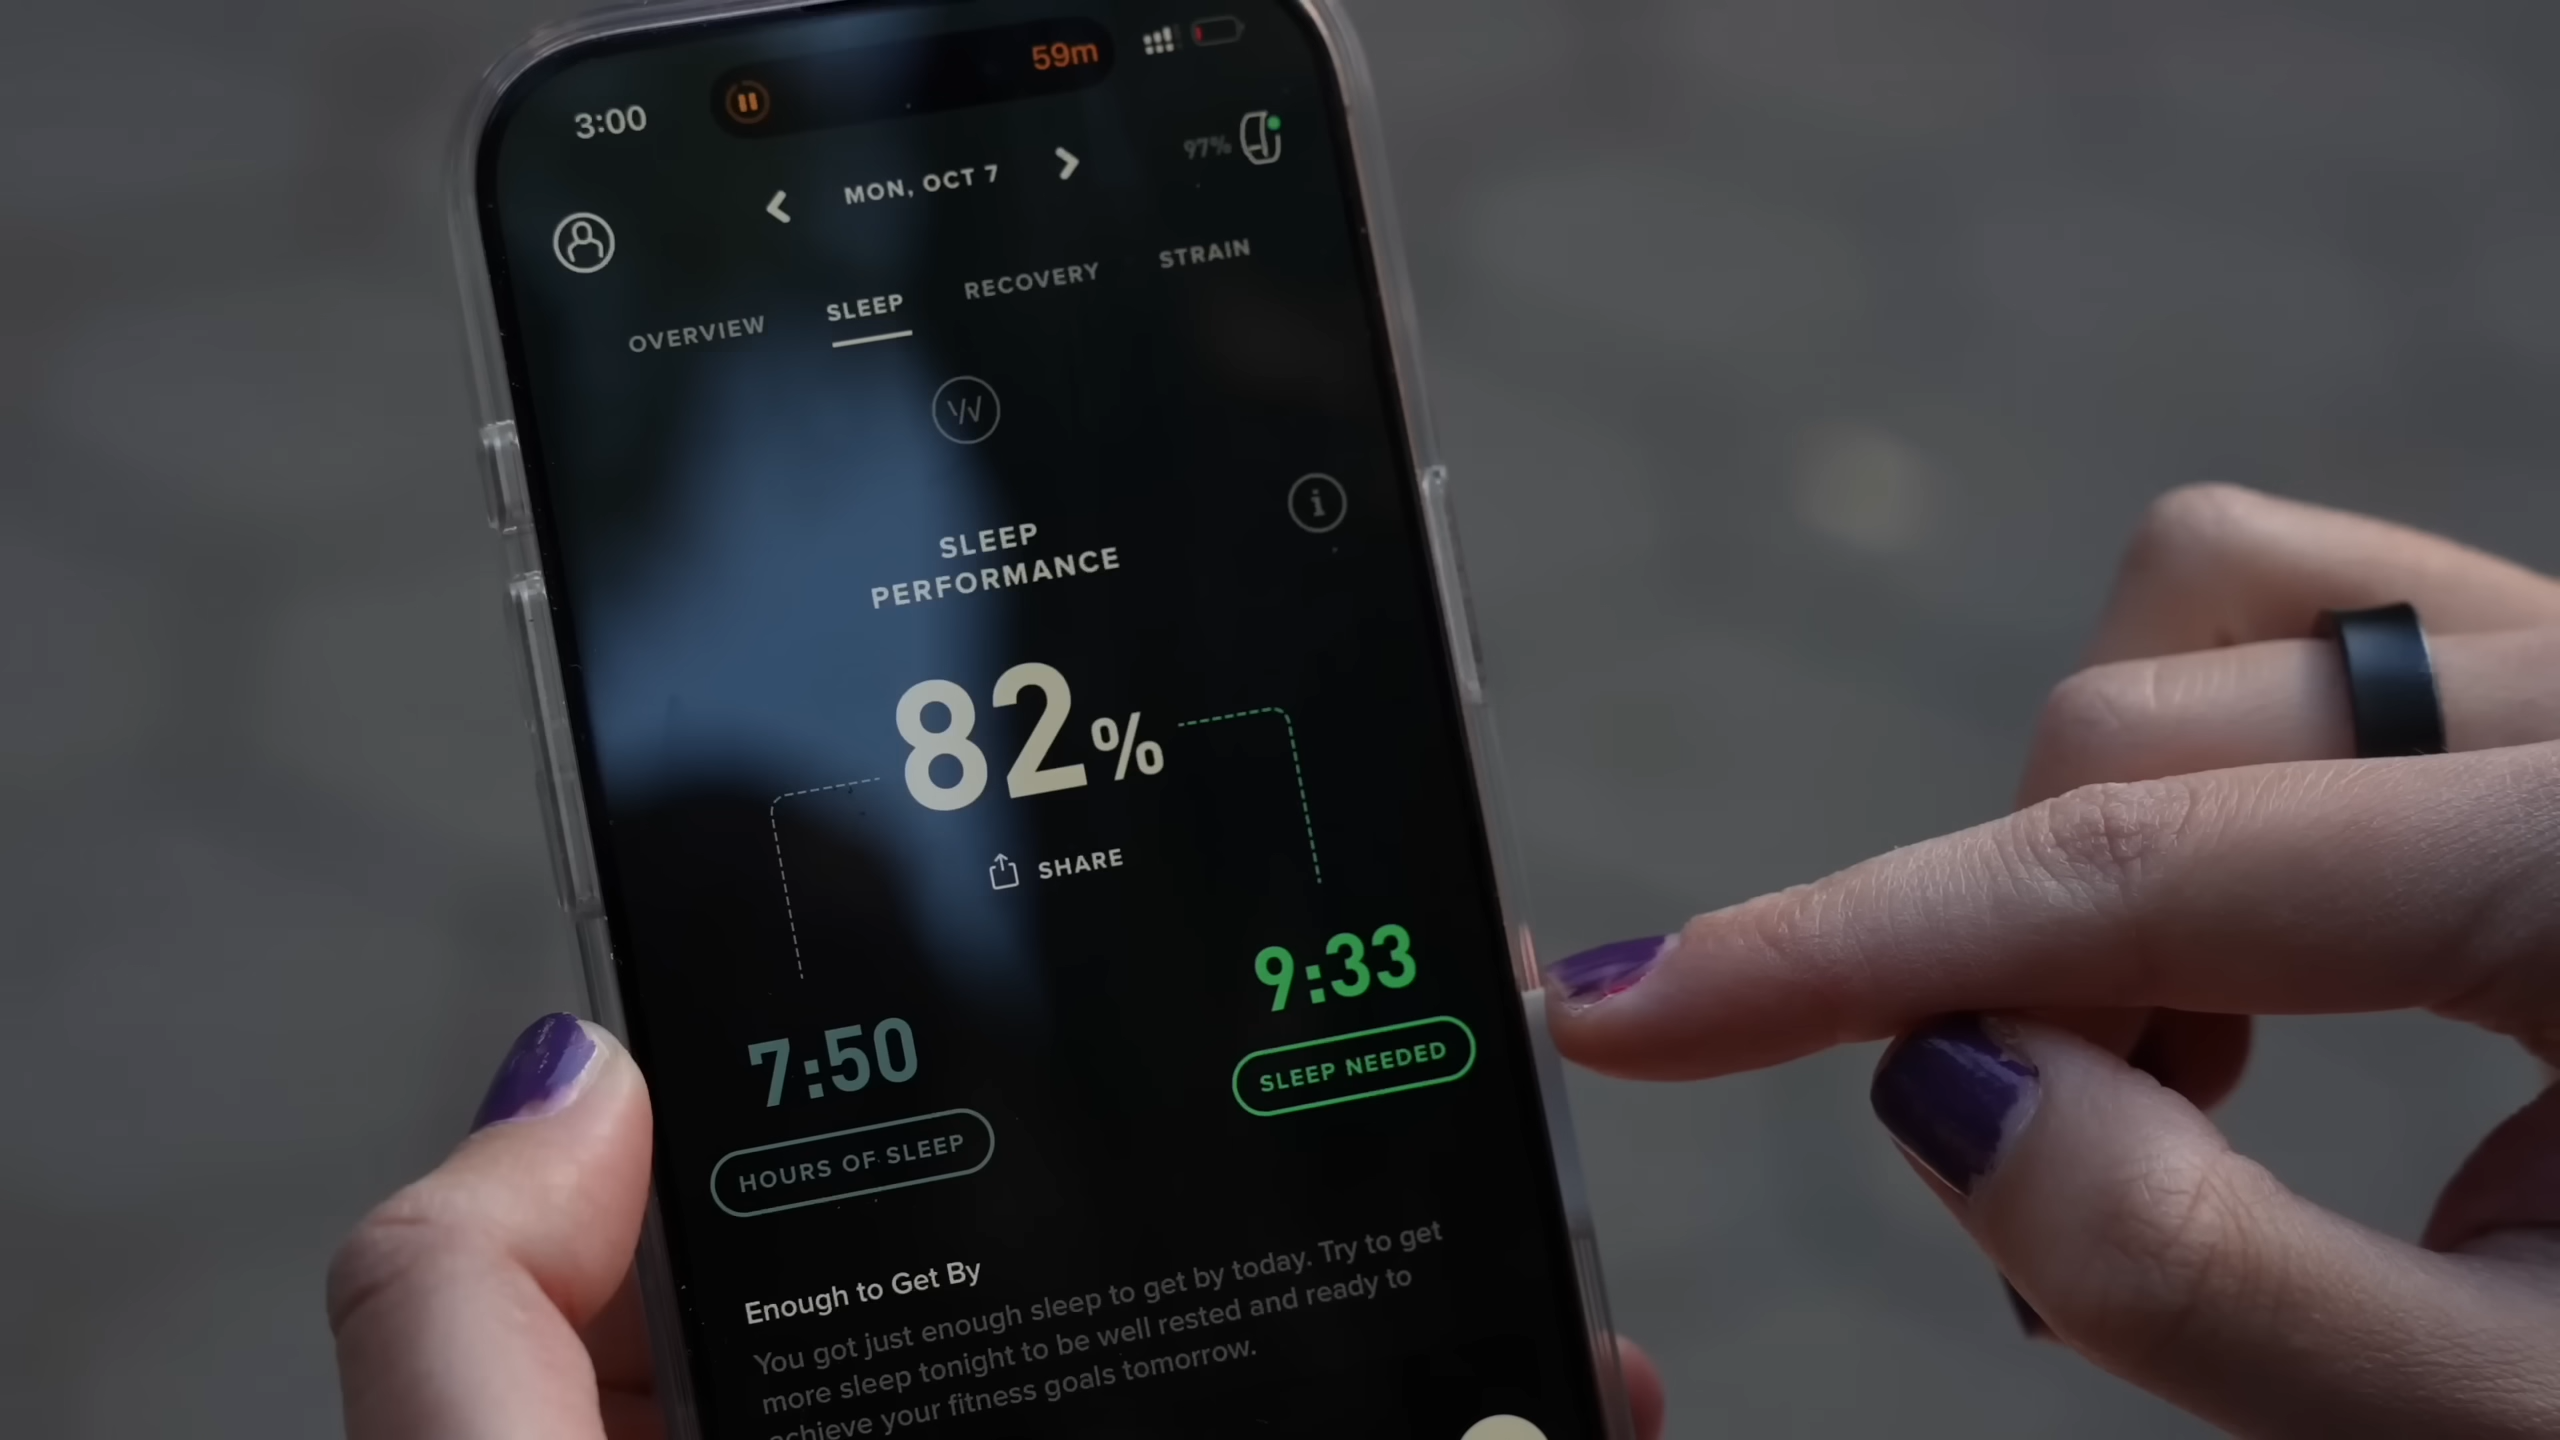 3:00
59m
MON, OCT 7
97%
OVERVIEW SLEEP RECOVERY STRAIN
W
i
SLEEP
PERFORMANCE
82%
SHARE
7:50
HOURS OF SLEEP
9:33
SLEEP NEEDED
Enough to Get By
You got just enough sleep to get by today. Try to get
more sleep tonight to be well rested and ready to
achieve your fitness goals tomorrow.